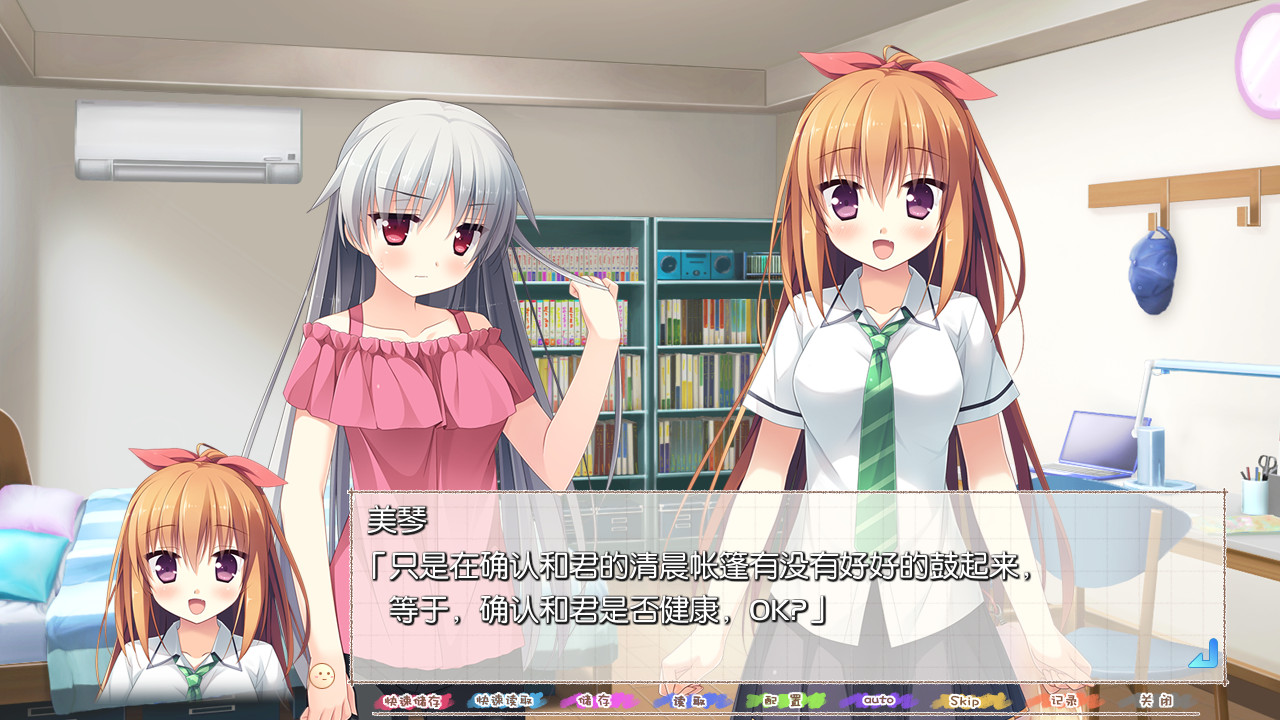 美琴
「只是在确认和君的清晨帐篷有没有好好的鼓起来，
等于，确认和君是否健康，OK?」
快速储存 快速读取 储存 读取 配置 auto Skip 记录 关闭